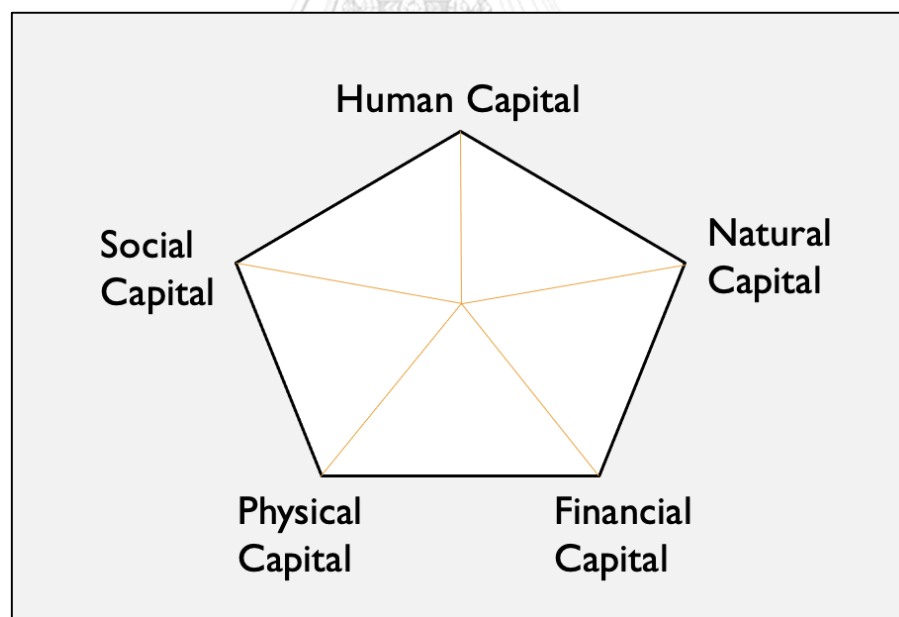 Human Capital
Social
Capital
Natural
Capital
Physical
Capital
Financial
Capital